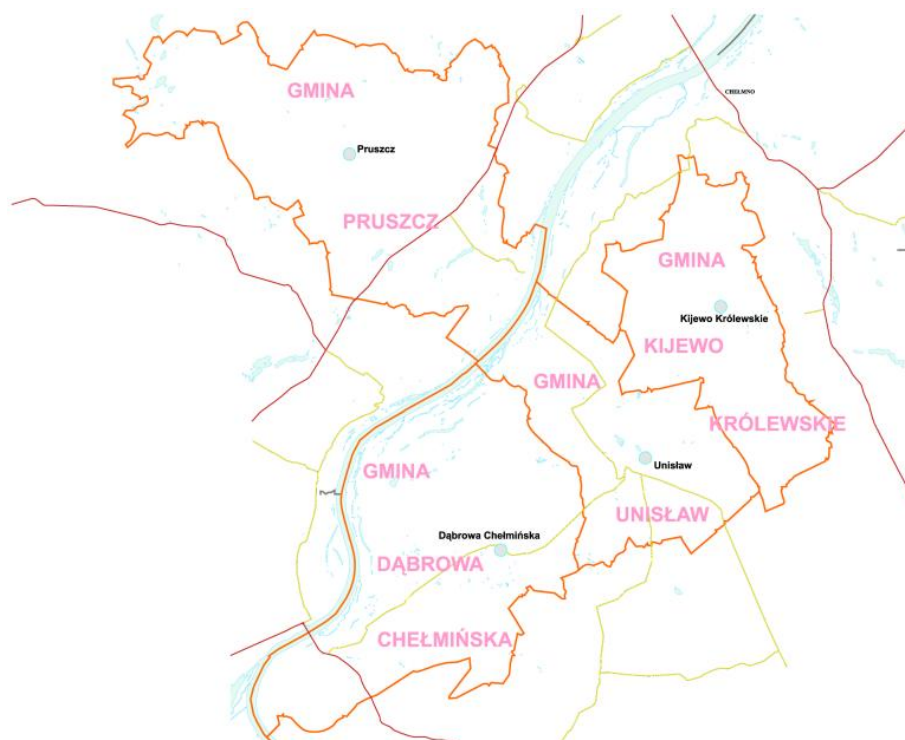 GMINA
CHEŁMNO
Pruszcz
PRUSZCZ
GMINA
Kijewo Królewskie
KIJEWO
GMINA
KRÓLEWSKIE
Unisław
GMINA
UNISŁAW
Dąbrowa Chełmińska
DĄBROWA
CHEŁMIŃSKA